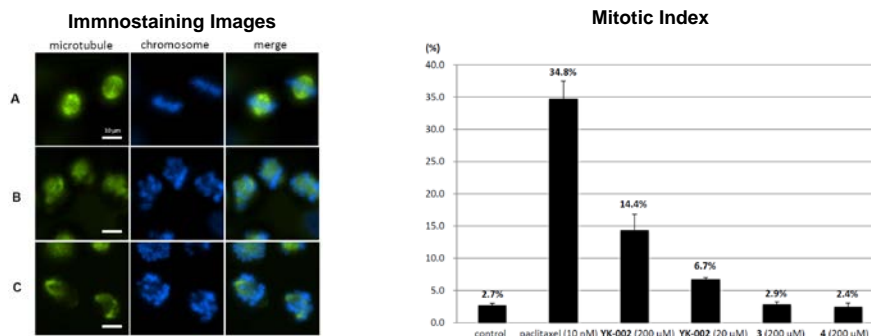 Immnostaining Images
microtubule chromosome merge
A
10 μm
B
C
Mitotic Index
(%)
40.0
35.0
30.0
25.0
20.0
15.0
10.0
5.0
0.0
2.7%
34.8%
14.4%
6.7%
2.9%
2.4%
control paclitaxel (10 nM) YK-002 (200 μM) YK-002 (20 μM) 3 (200 μM) 4 (200 μM)